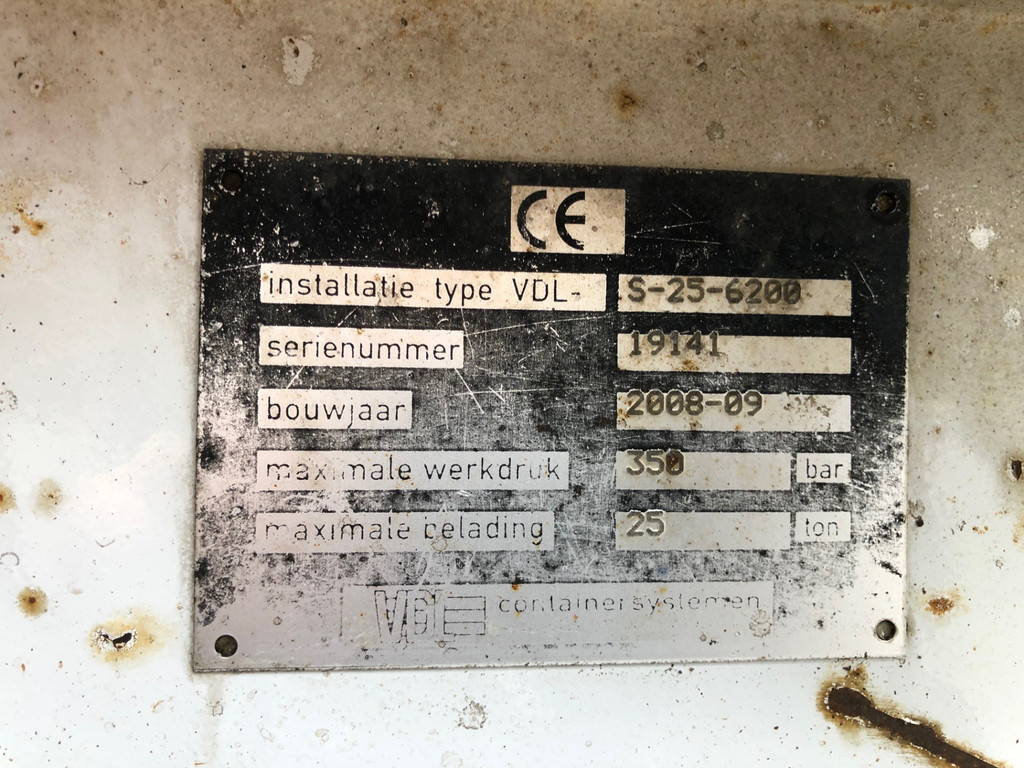 CE
installatie type VDL- S-25-6200
serienummer 19141
bouwjaar 2008-09
maximale werkdruk 350 bar
maximale belading 25 ton
VDL containersystemen